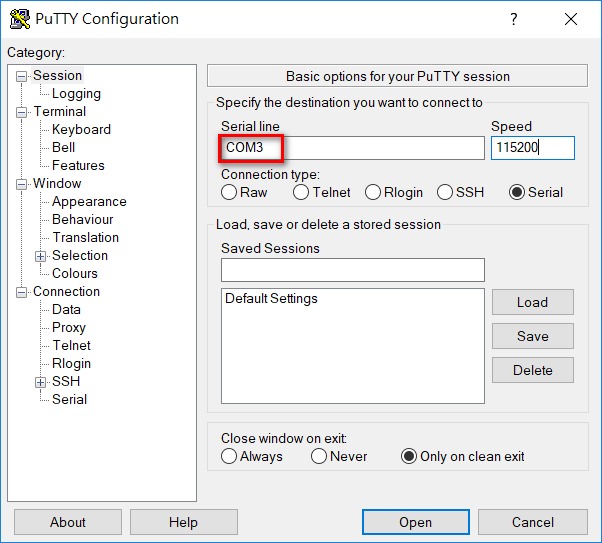 PuTTY Configuration
?
Category:
Session
Logging
Terminal
Keyboard
Bell
Features
Window
Appearance
Behaviour
Translation
Selection
Colours
Connection
Data
Proxy
Telnet
Rlogin
SSH
Serial
Basic options for your PuTTY session
Specify the destination you want to connect to
Serial line Speed
COM3 115200
Connection type:
Raw Telnet Rlogin SSH Serial
Load, save or delete a stored session
Saved Sessions
Default Settings
Load
Save
Delete
Close window on exit:
Always Never Only on clean exit
About Help Open Cancel